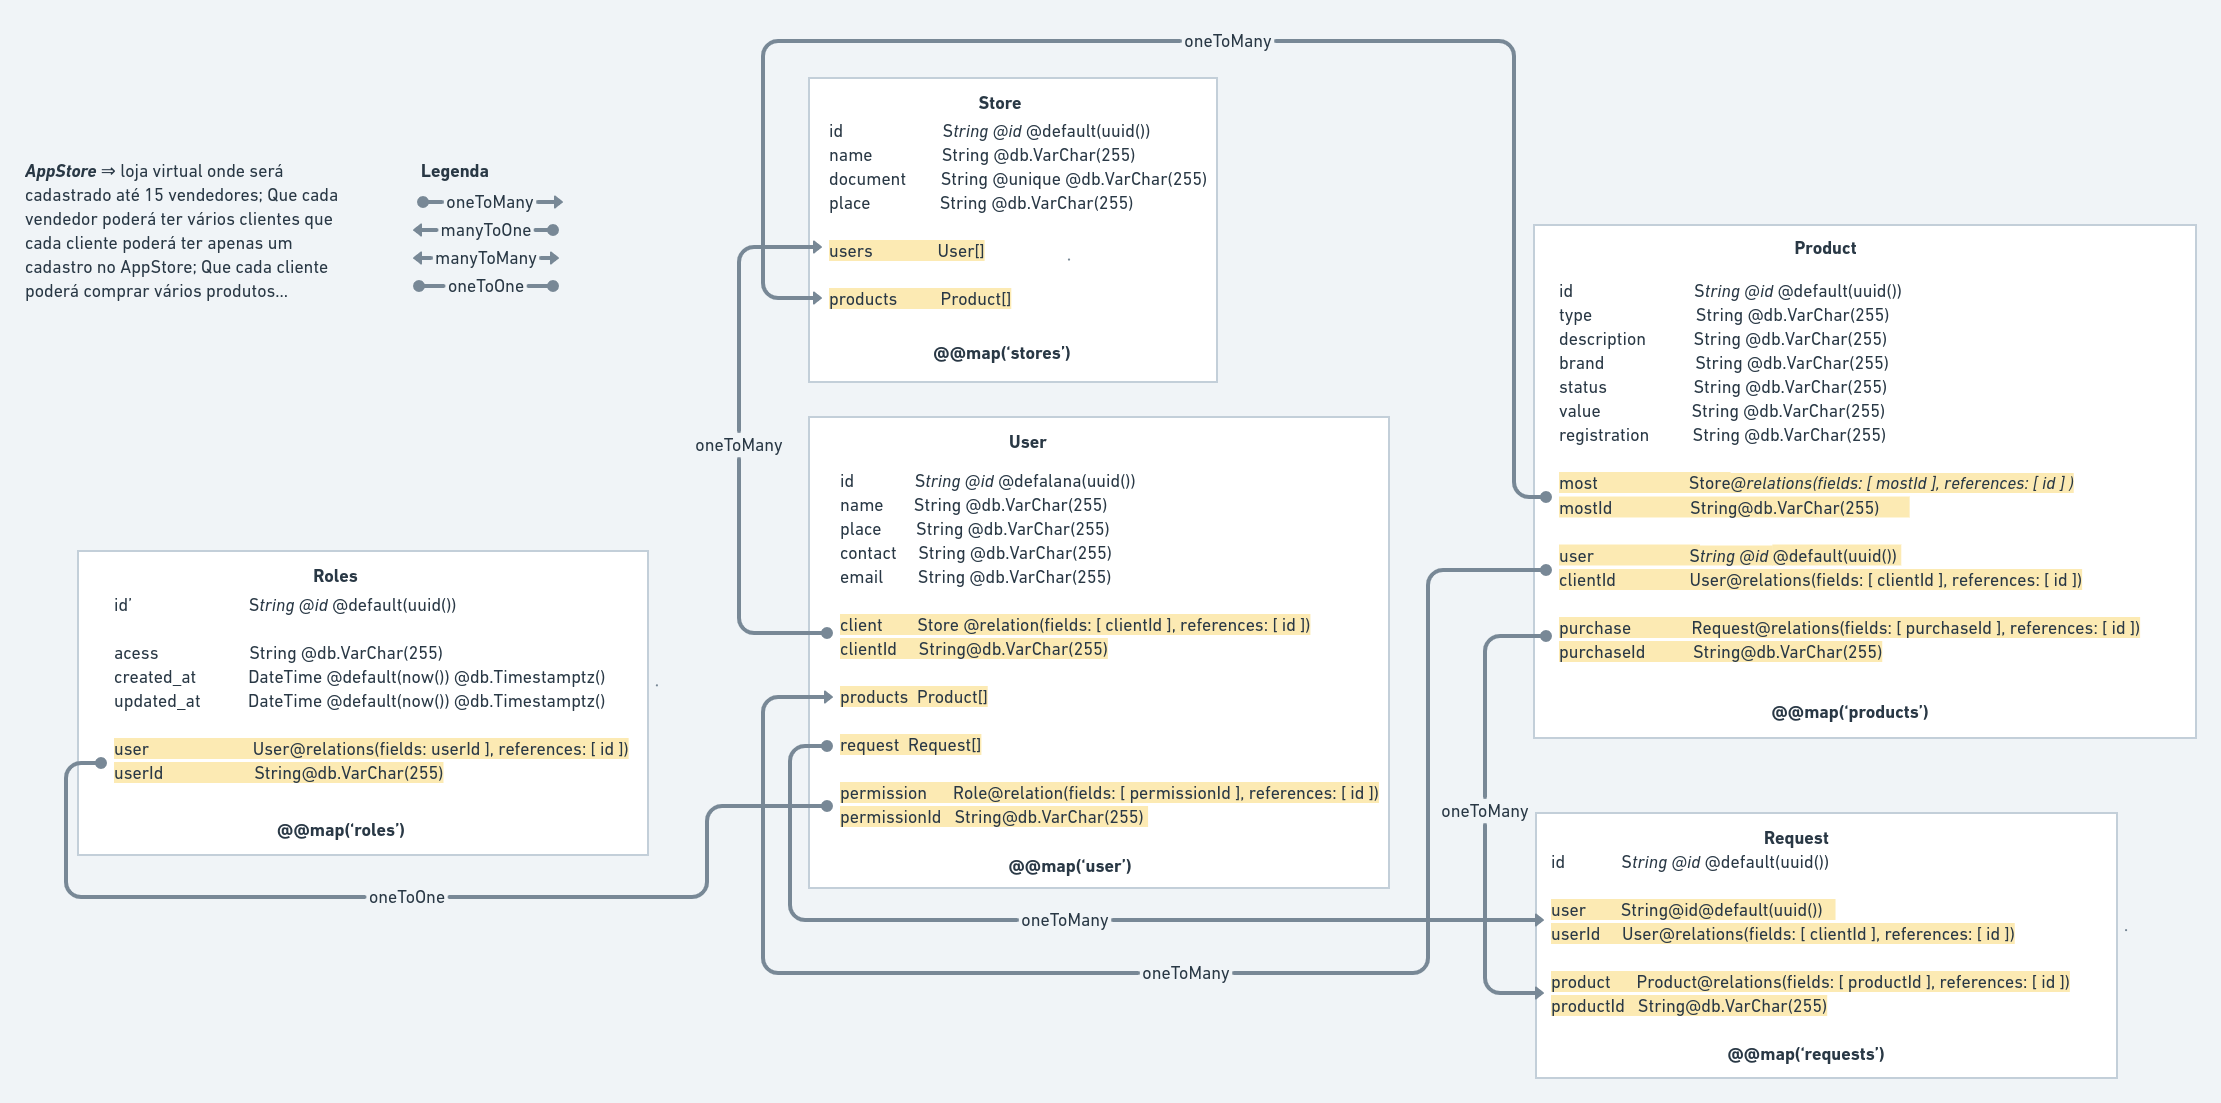 oneToMany
Store
id String @id @default(uuid())
name String @db.VarChar(255)
document String @unique @db.VarChar(255)
place String @db.VarChar(255)
users User[]
products Product[]
@@map(‘stores’)
AppStore ⇒ loja virtual onde será
cadastrado até 15 vendedores; Que cada
vendedor poderá ter vários clientes que
cada cliente poderá ter apenas um
cadastro no AppStore; Que cada cliente
poderá comprar vários produtos...
Legenda
oneToMany
manyToOne
manyToMany
oneToOne
Product
id String @id @default(uuid())
type String @db.VarChar(255)
description String @db.VarChar(255)
brand String @db.VarChar(255)
status String @db.VarChar(255)
value String @db.VarChar(255)
registration String @db.VarChar(255)
most Store@relations(fields: [ mostId ], references: [ id ] )
mostId String@db.VarChar(255)
user String @id @default(uuid())
clientId User@relations(fields: [ clientId ], references: [ id ])
purchase Request@relations(fields: [ purchaseId ], references: [ id ])
purchaseId String@db.VarChar(255)
@@map(‘products’)
oneToMany
User
id String @id @defalana(uuid())
name String @db.VarChar(255)
place String @db.VarChar(255)
contact String @db.VarChar(255)
email String @db.VarChar(255)
client Store @relation(fields: [ clientId ], references: [ id ])
clientId String@db.VarChar(255)
products Product[]
request Request[]
permission Role@relation(fields: [ permissionId ], references: [ id ])
permissionId String@db.VarChar(255)
@@map(‘user’)
Roles
id’ String @id @default(uuid())
acess String @db.VarChar(255)
created_at DateTime @default(now()) @db.Timestamptz()
updated_at DateTime @default(now()) @db.Timestamptz()
user User@relations(fields: userId ], references: [ id ])
userId String@db.VarChar(255)
@@map(‘roles’)
oneToOne
oneToMany
oneToMany
oneToMany
Request
id String @id @default(uuid())
user String@id@default(uuid())
userId User@relations(fields: [ clientId ], references: [ id ])
product Product@relations(fields: [ productId ], references: [ id ])
productId String@db.VarChar(255)
@@map(‘requests’)